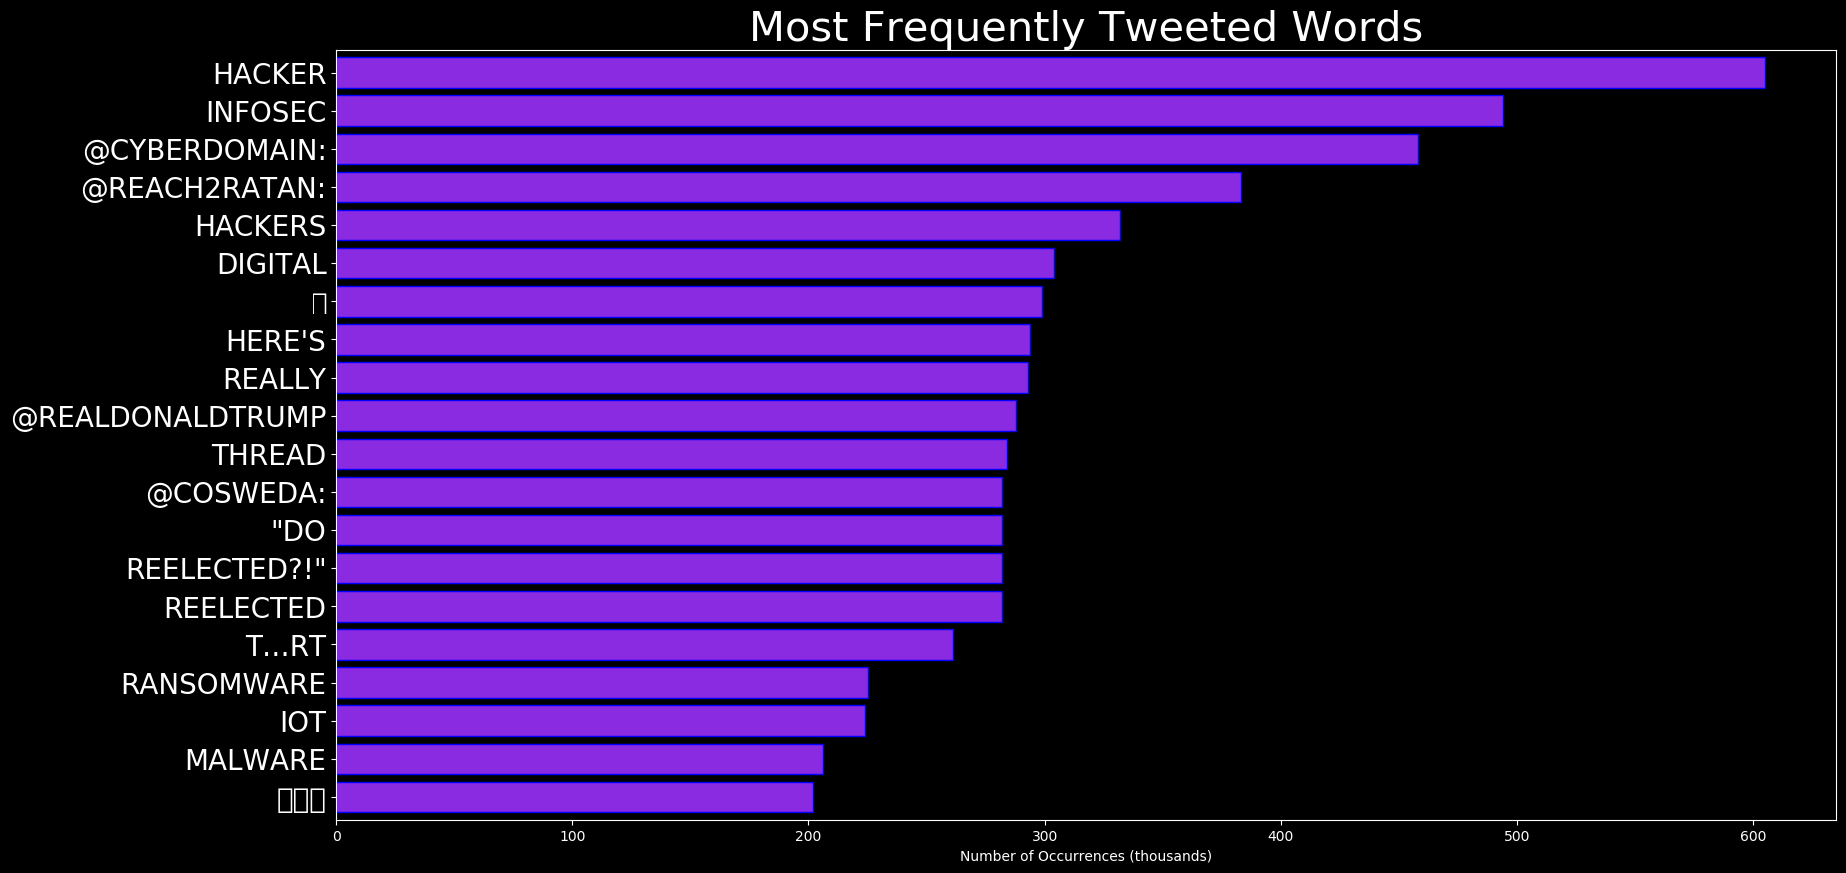 Most Frequently Tweeted Words
HACKER
INFOSEC
@CYBERDOMAIN:
@REACH2RATAN:
HACKERS
DIGITAL
HERE'S
REALLY
@REALDONALDTRUMP
THREAD
@COSWEDA:
"DO
REELECTED?!"
REELECTED
T…RT
RANSOMWARE
IOT
MALWARE
0 100 200 300 400 500 600
Number of Occurrences (thousands)